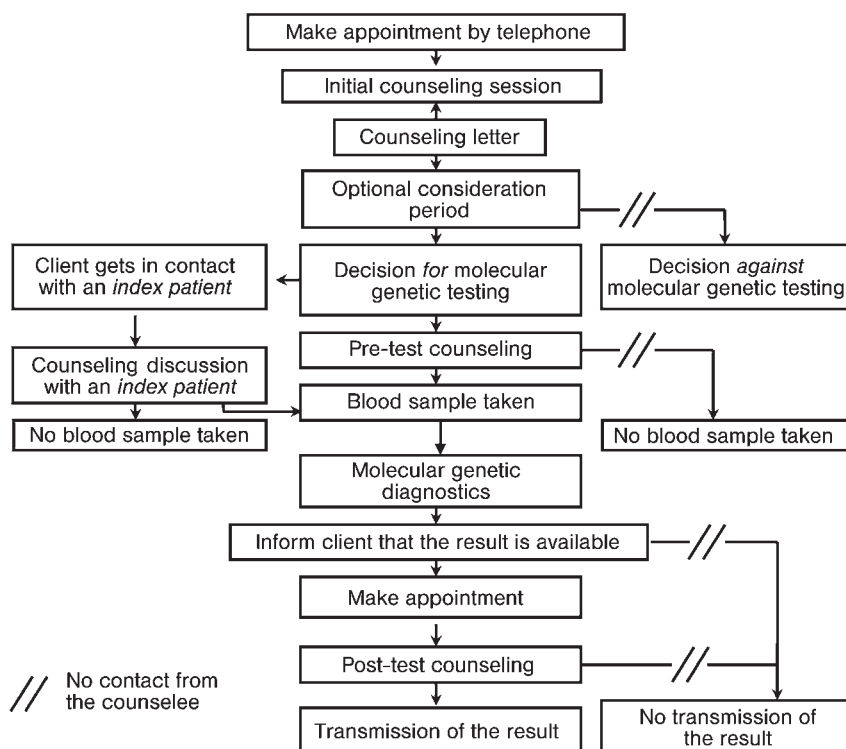 Make appointment by telephone
Initial counseling session
Counseling letter
Optional consideration
period
Client gets in contact
with an index patient
Decision for molecular
genetic testing
Decision against
molecular genetic testing
Pre-test counseling
Counseling discussion
with an index patient
Blood sample taken
No blood sample taken
No blood sample taken
Molecular genetic
diagnostics
Inform client that the result is available
Make appointment
Post-test counseling
No contact from
the counselee
Transmission of the result
No transmission of
the result